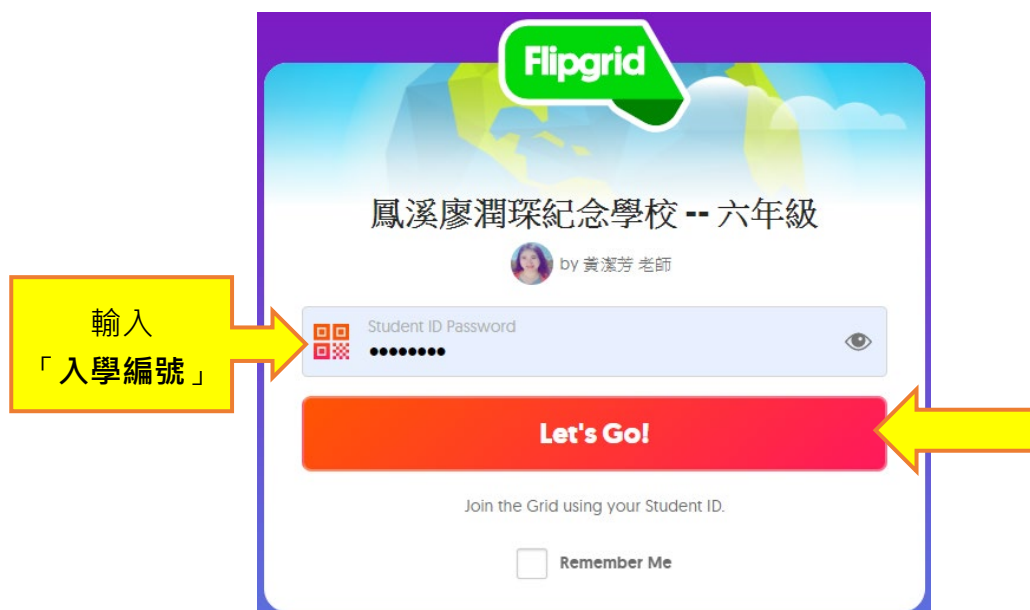 Flipgrid
鳳溪廖潤琛紀念學校 -- 六年級
by 黃潔芳 老師
輸入
「入學編號」
Student ID Password
••••••••
Let's Go!
Join the Grid using your Student ID.
Remember Me